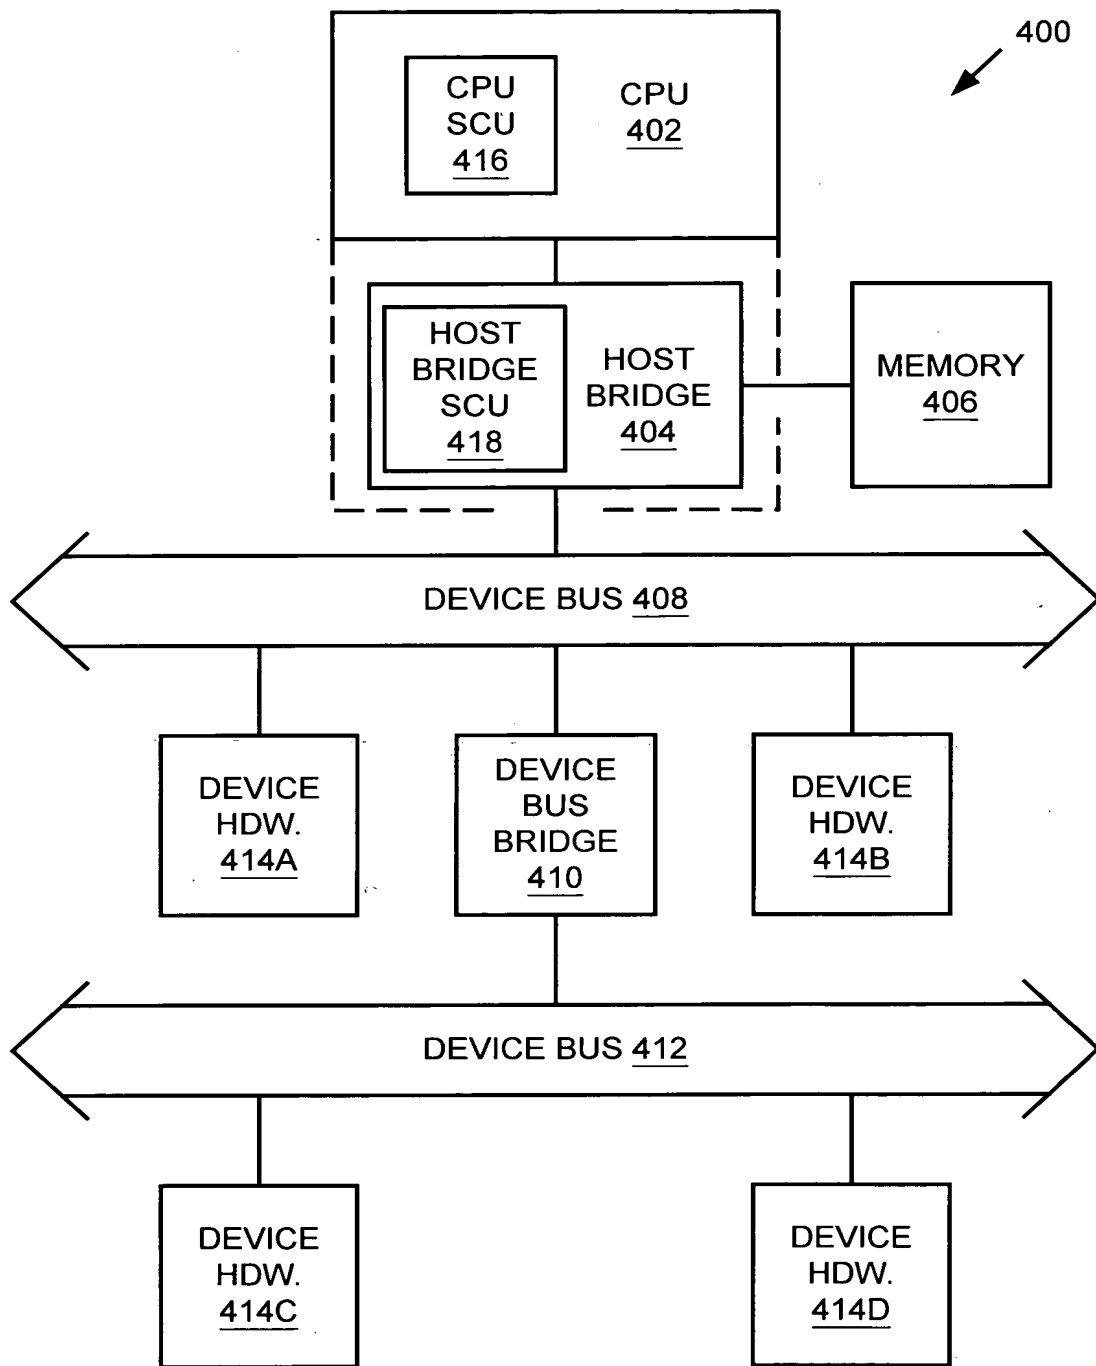 400
CPU
SCU
416
CPU
402
HOST
BRIDGE
SCU
418
HOST
BRIDGE
404
MEMORY
406
DEVICE BUS 408
DEVICE
HDW.
414A
DEVICE
BUS
BRIDGE
410
DEVICE
HDW.
414B
DEVICE BUS 412
DEVICE
HDW.
414C
DEVICE
HDW.
414D